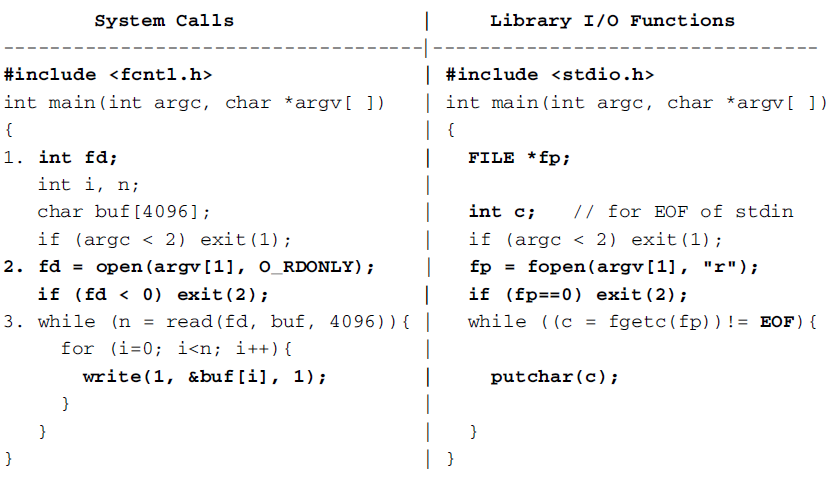 System Calls | Library I/O Functions
------------------------------------|---------------------------------
#include <fcntl.h> | #include <stdio.h>
int main(int argc, char *argv[ ]) | int main(int argc, char *argv[ ])
{ | {
1. int fd; | FILE *fp;
int i, n; |
char buf[4096]; | int c; // for EOF of stdin
if (argc < 2) exit(1); | if (argc < 2) exit(1);
2. fd = open(argv[1], O_RDONLY); | fp = fopen(argv[1], "r");
if (fd < 0) exit(2); | if (fp==0) exit(2);
3. while (n = read(fd, buf, 4096)){ | while ((c = fgetc(fp))!= EOF){
for (i=0; i<n; i++){ |
write(1, &buf[i], 1); | putchar(c);
} |
} | }
} | }